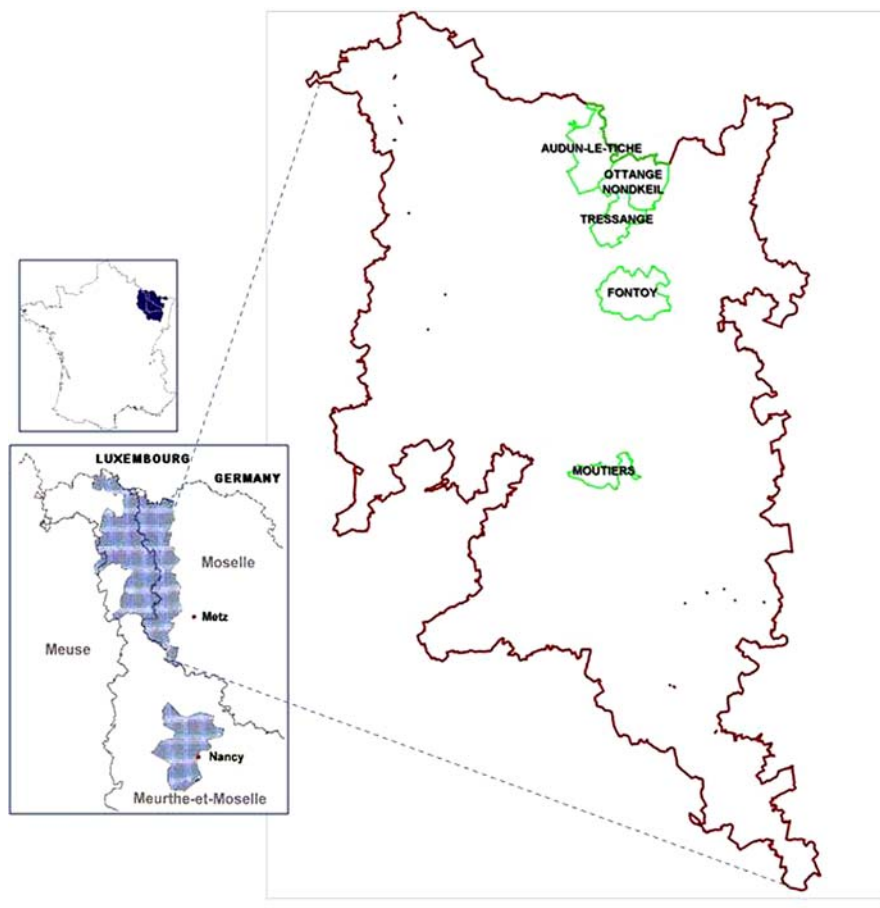 AUDUN-LE-TICHE
OTTANGE
NONDKEIL
TRESSANGE
FONTOY
MOUTIERS
LUXEMBOURG
GERMANY
Moselle
Metz
Meuse
Nancy
Meurthe-et-Moselle